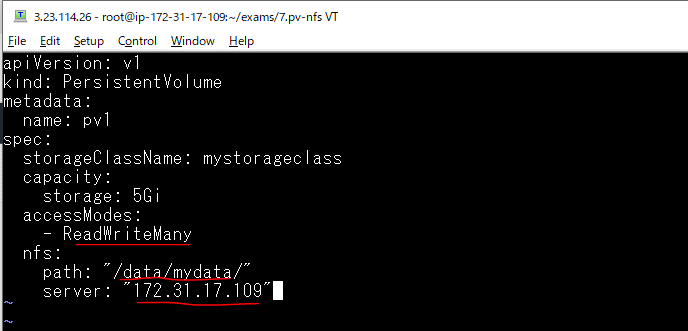 3.23.114.26 - root@ip-172-31-17-109:~/exams/7.pv-nfs VT
File Edit Setup Control Window Help
apiVersion: v1
kind: PersistentVolume
metadata:
  name: pv1
spec:
  storageClassName: mystorageclass
  capacity:
    storage: 5Gi
  accessModes:
    - ReadWriteMany
  nfs:
    path: "/data/mydata/"
    server: "172.31.17.109"
~
~